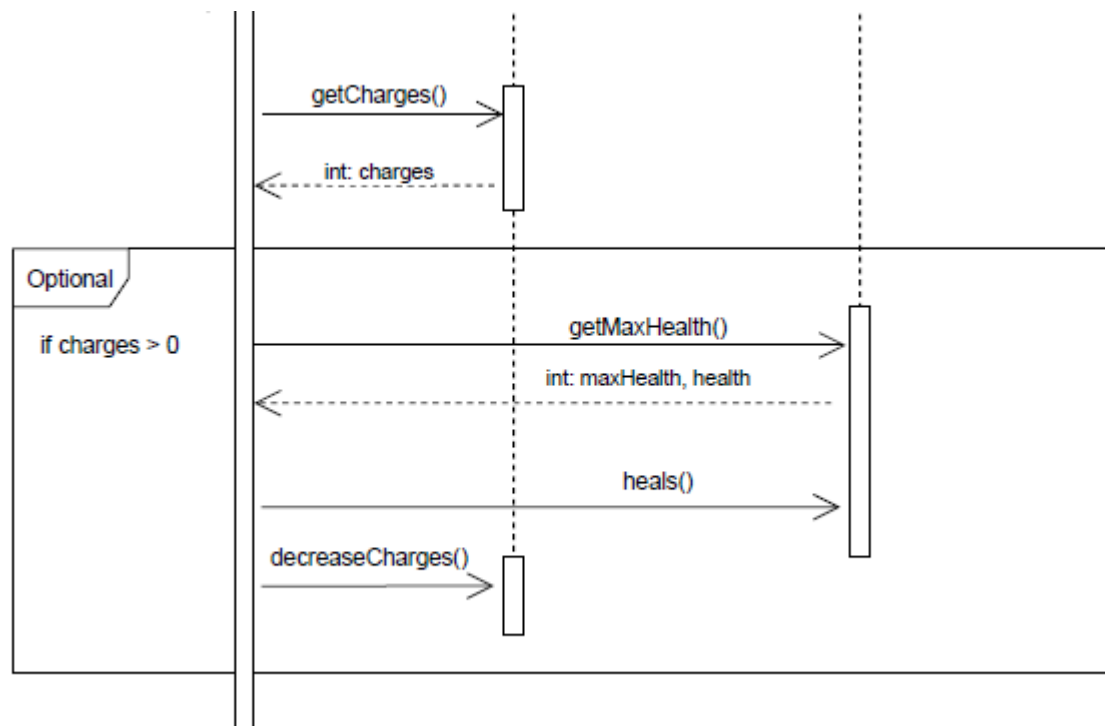 getCharges()
int: charges
Optional
if charges > 0
getMaxHealth()
int: maxHealth, health
heals()
decreaseCharges()